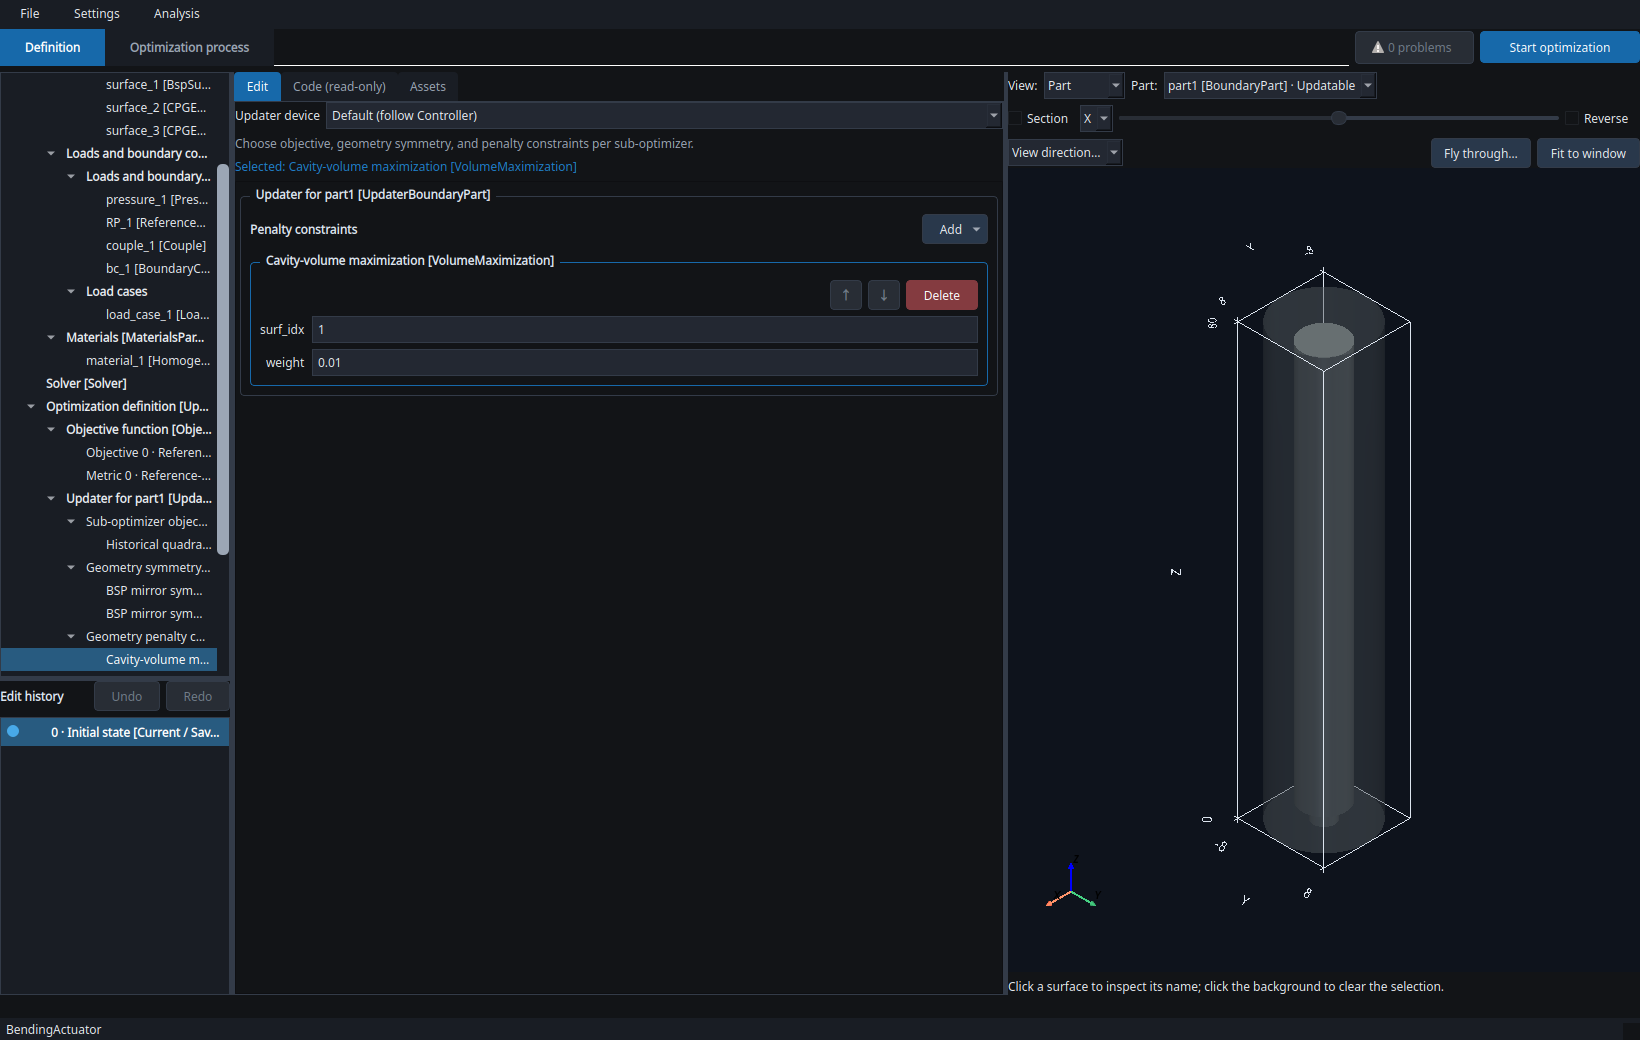 File Settings Analysis
Definition Optimization process 0 problems Start optimization
surface_1 [BspSu...
surface_2 [CPGE...
surface_3 [CPGE...
Loads and boundary co...
Loads and boundary...
pressure_1 [Pres...
RP_1 [Reference...
couple_1 [Couple]
bc_1 [BoundaryC...
Load cases
load_case_1 [Loa...
Materials [MaterialsPar...
material_1 [Homoge...
Solver [Solver]
Optimization definition [Up...
Objective function [Obje...
Objective 0 · Referen...
Metric 0 · Reference-...
Updater for part1 [Upda...
Sub-optimizer objec...
Historical quadra...
Geometry symmetry...
BSP mirror sym...
BSP mirror sym...
Geometry penalty c...
Cavity-volume m...
Edit history Undo Redo
0 · Initial state [Current / Sav...
Edit Code (read-only) Assets
Updater device Default (follow Controller)
Choose objective, geometry symmetry, and penalty constraints per sub-optimizer.
Selected: Cavity-volume maximization [VolumeMaximization]
Updater for part1 [UpdaterBoundaryPart]
Penalty constraints Add
Cavity-volume maximization [VolumeMaximization]
↑ ↓ Delete
surf_idx 1
weight 0.01
View: Part Part: part1 [BoundaryPart] · Updatable
Section X Reverse
View direction... Fly through... Fit to window
Z
0
Z
Click a surface to inspect its name; click the background to clear the selection.
BendingActuator